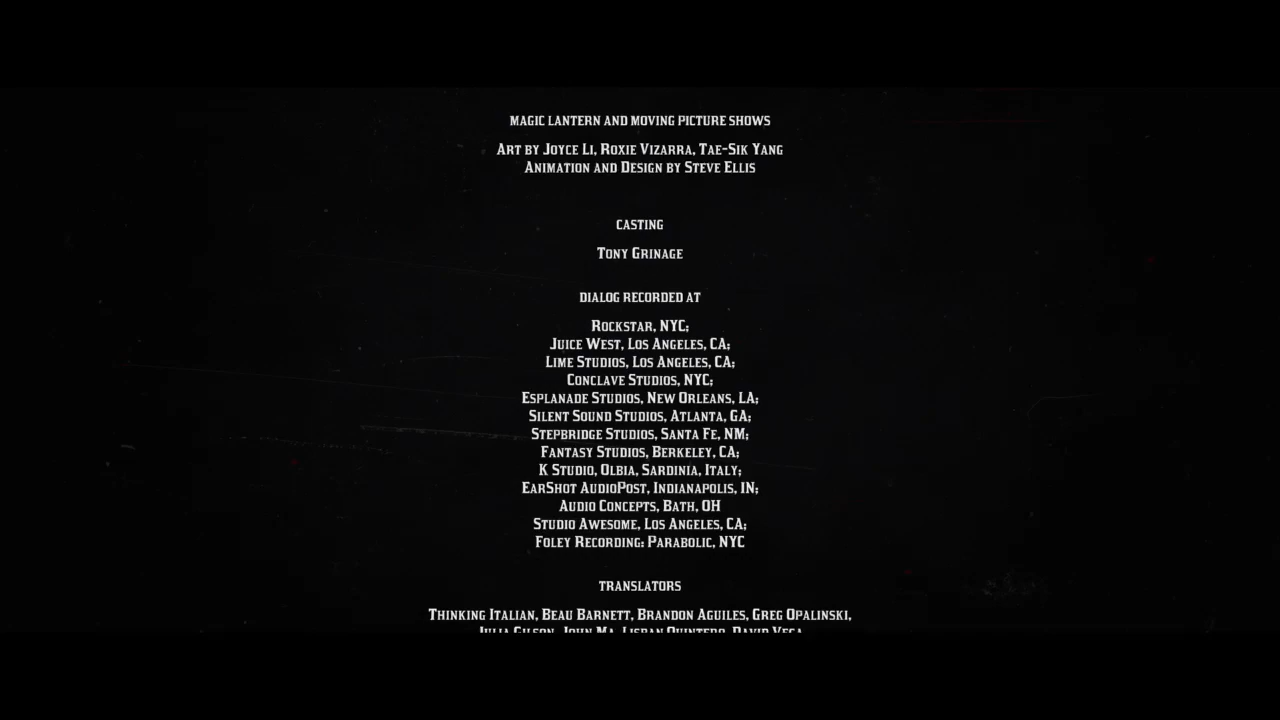 MAGIC LANTERN AND MOVING PICTURE SHOWS
ART BY JOYCE LI, ROXIE VIZARRA, TAE-SIK YANG
ANIMATION AND DESIGN BY STEVE ELLIS
CASTING
TONY GRINAGE
DIALOG RECORDED AT
ROCKSTAR, NYC;
JUICE WEST, LOS ANGELES, CA;
LIME STUDIOS, LOS ANGELES, CA;
CONCLAVE STUDIOS, NYC;
ESPLANADE STUDIOS, NEW ORLEANS, LA;
SILENT SOUND STUDIOS, ATLANTA, GA;
STEPBRIDGE STUDIOS, SANTA FE, NM;
FANTASY STUDIOS, BERKELEY, CA;
K STUDIO, OLBIA, SARDINIA, ITALY;
EARSHOT AUDIOPOST, INDIANAPOLIS, IN;
AUDIO CONCEPTS, BATH, OH
STUDIO AWESOME, LOS ANGELES, CA;
FOLEY RECORDING: PARABOLIC, NYC
TRANSLATORS
THINKING ITALIAN, BEAU BARNETT, BRANDON AGUILES, GREG OPALINSKI,
JOHN MA, DAVID VEGA